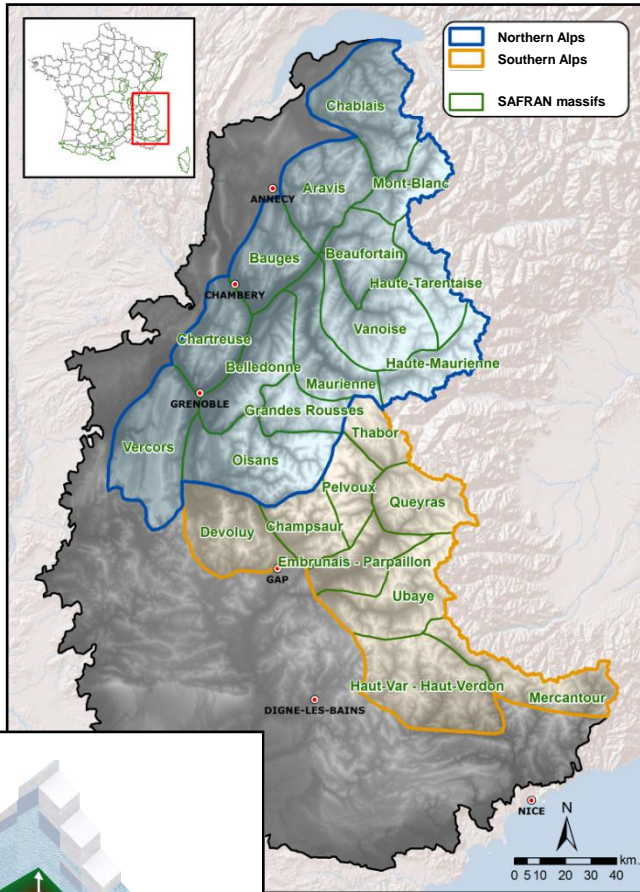 Northern Alps
Southern Alps
SAFRAN massifs
Chablais
Mont-Blanc
Aravis
ANNECY
Bauges
Beaufortain
CHAMBERY
Haute-Tarentaise
Vanoise
Chartreuse
Haute-Maurienne
Belledonne
Maurienne
GRENOBLE
Grandes Rousses
Thabor
Vercors
Oisans
Pelvoux
Queyras
Devoluy
Champsaur
Embrunais - Parpaillon
GAP
Ubaye
Haut-Var - Haut-Verdon
Mercantour
DIGNE-LES-BAINS
NICE
N
km.
0 5 10 20 30 40